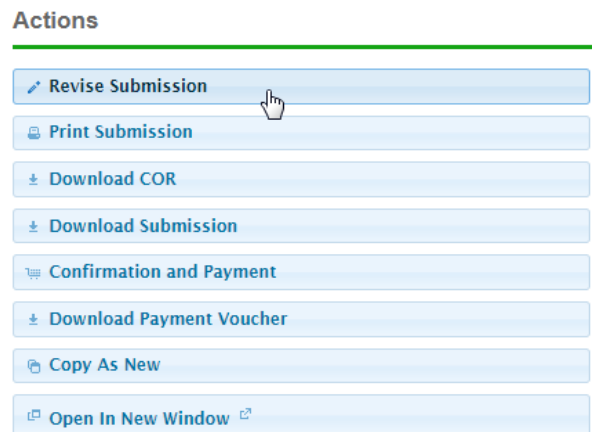 Actions
Revise Submission
Print Submission
Download COR
Download Submission
Confirmation and Payment
Download Payment Voucher
Copy As New
Open In New Window